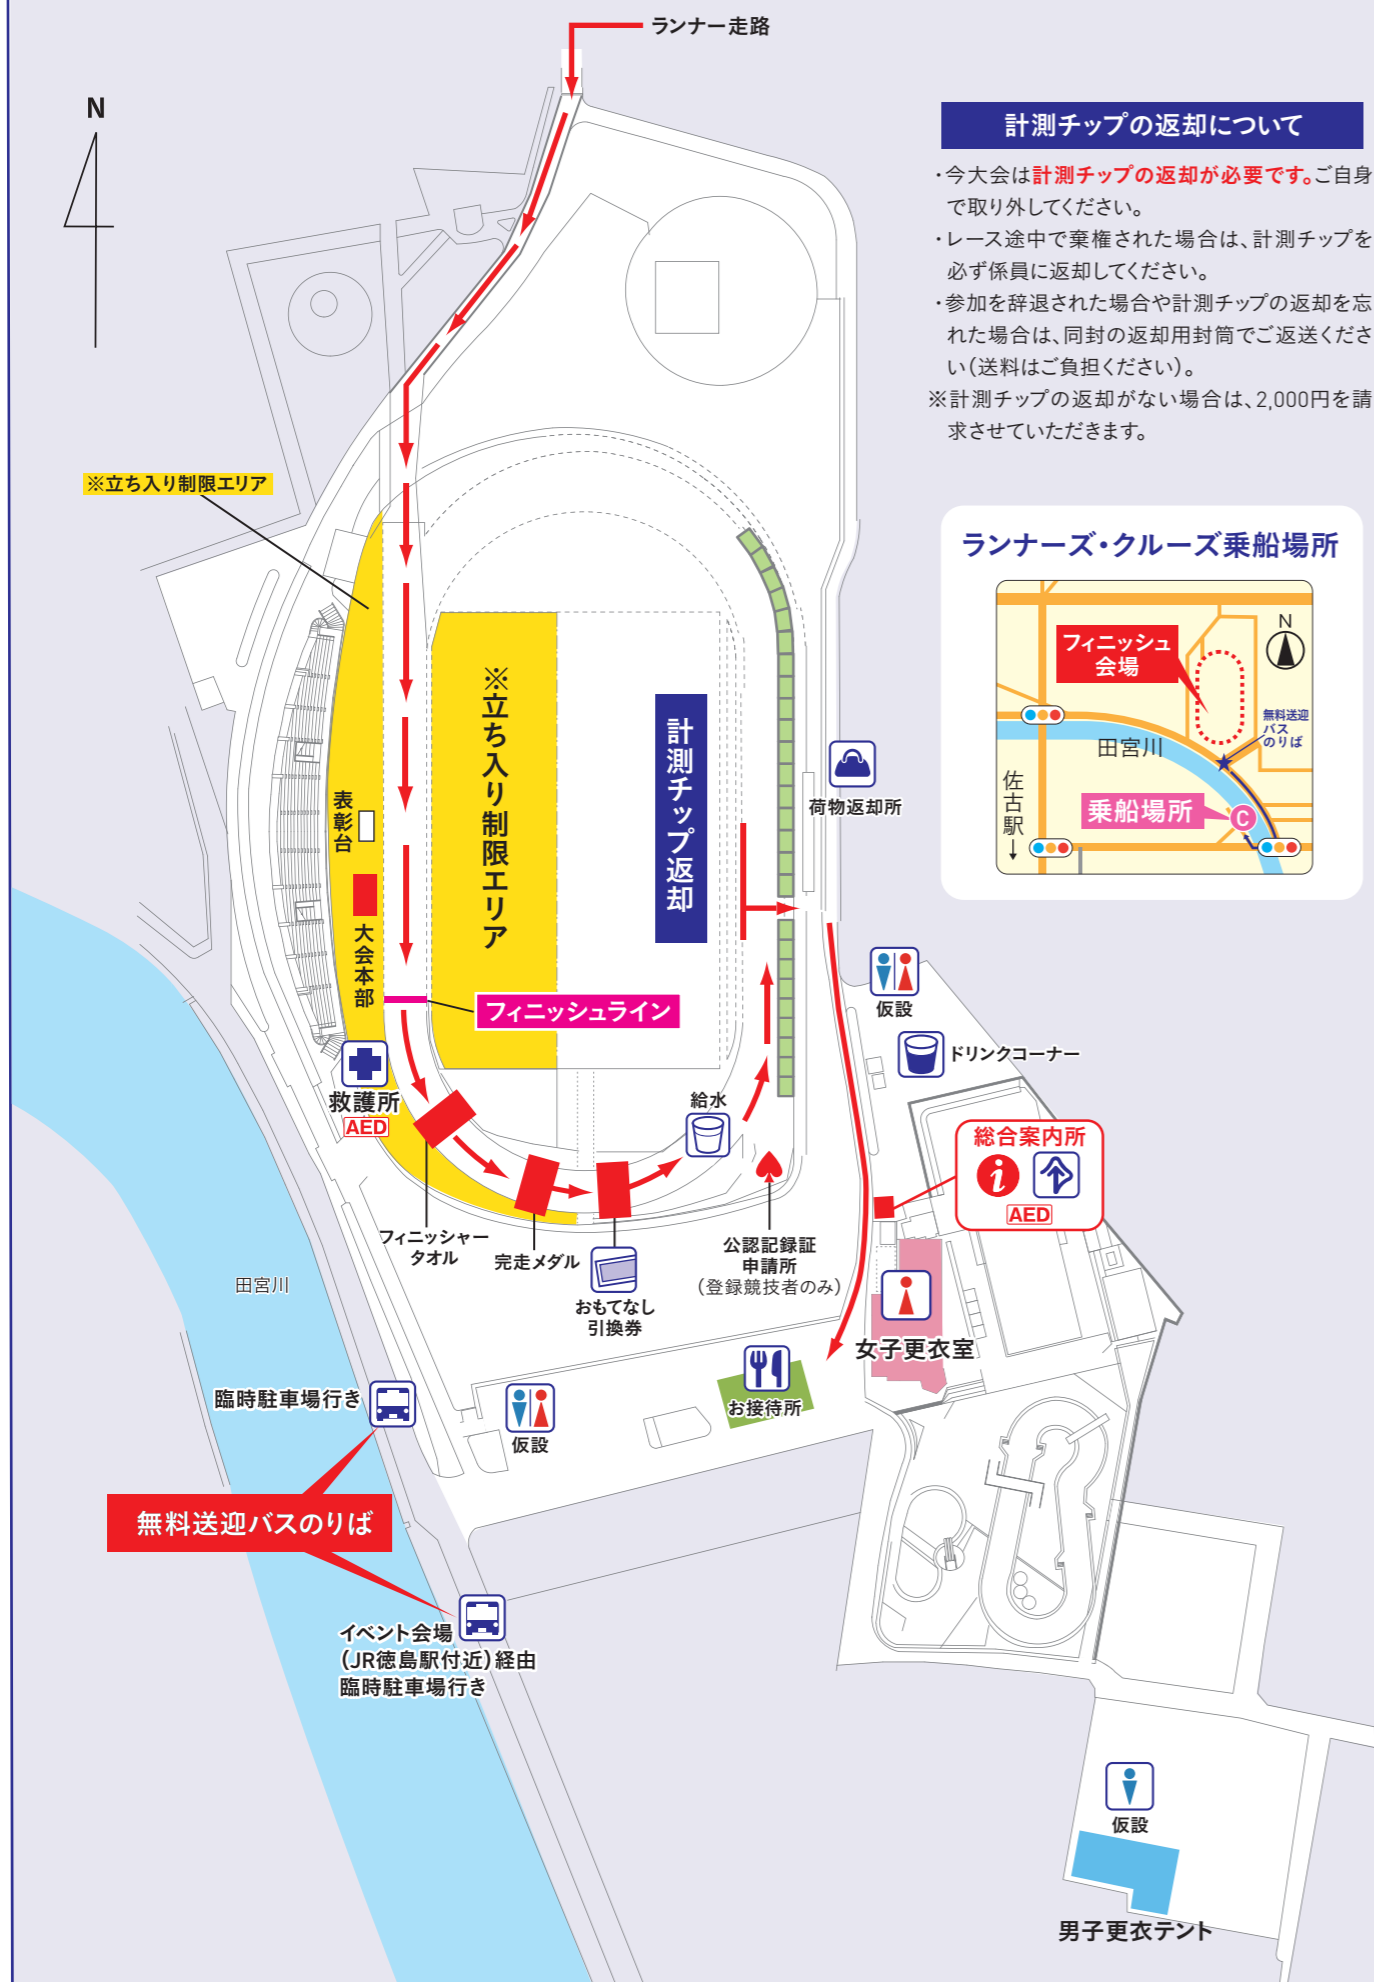 ランナー走路
N
計測チップの返却について
・今大会は計測チップの返却が必要です。ご自身
で取り外してください。
・レース途中で棄権された場合は、計測チップを
必ず係員に返却してください。
・参加を辞退された場合や計測チップの返却を忘
れた場合は、同封の返却用封筒でご返送くださ
い（送料はご負担ください）。
※計測チップの返却がない場合は、2,000円を請
求させていただきます。
※立ち入り制限エリア
ランナーズ・クルーズ乗船場所
N
フィニッシュ
会場
無料送迎
バス
のりば
田宮川
佐古駅
↓
乗船場所
C
※立ち入り制限エリア
計測チップ返却
荷物返却所
表彰台
大会本部
フィニッシュライン
仮設
ドリンクコーナー
救護所
AED
給水
総合案内所
i
AED
フィニッシャー
タオル
完走メダル
おもてなし
引換券
公認記録証
申請所
（登録競技者のみ）
田宮川
女子更衣室
お接待所
臨時駐車場行き
仮設
無料送迎バスのりば
イベント会場
（JR徳島駅付近）経由
臨時駐車場行き
仮設
男子更衣テント